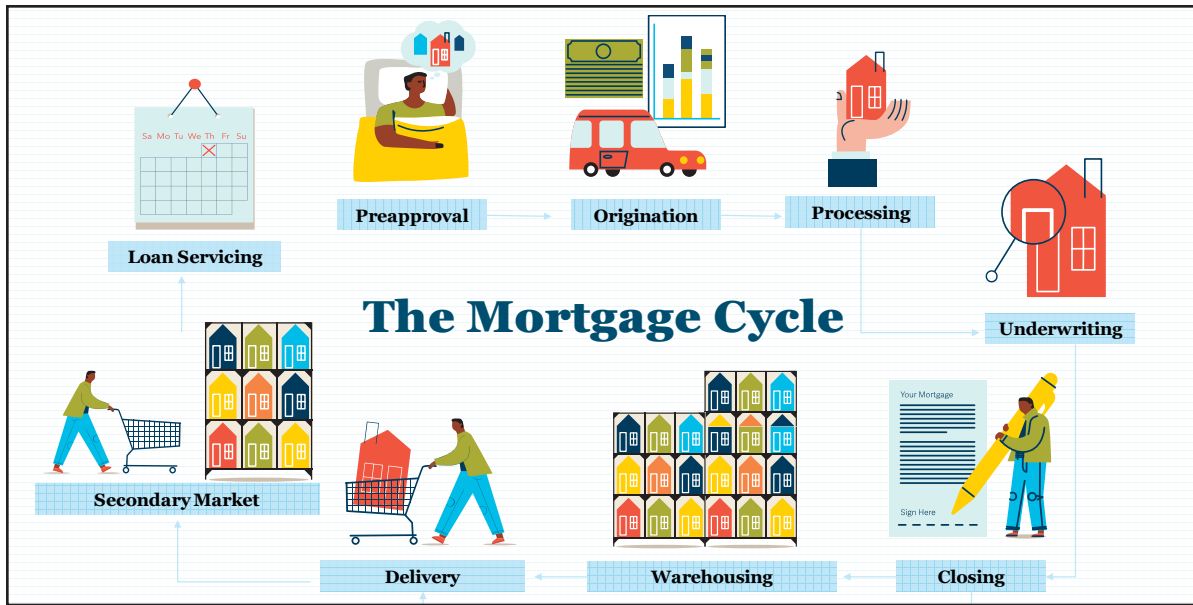 Sa Mo Tu We Th Fr Su
Preapproval
Origination
Processing
Loan Servicing
The Mortgage Cycle
Underwriting
Your Mortgage
Sign Here
Secondary Market
Delivery
Warehousing
Closing